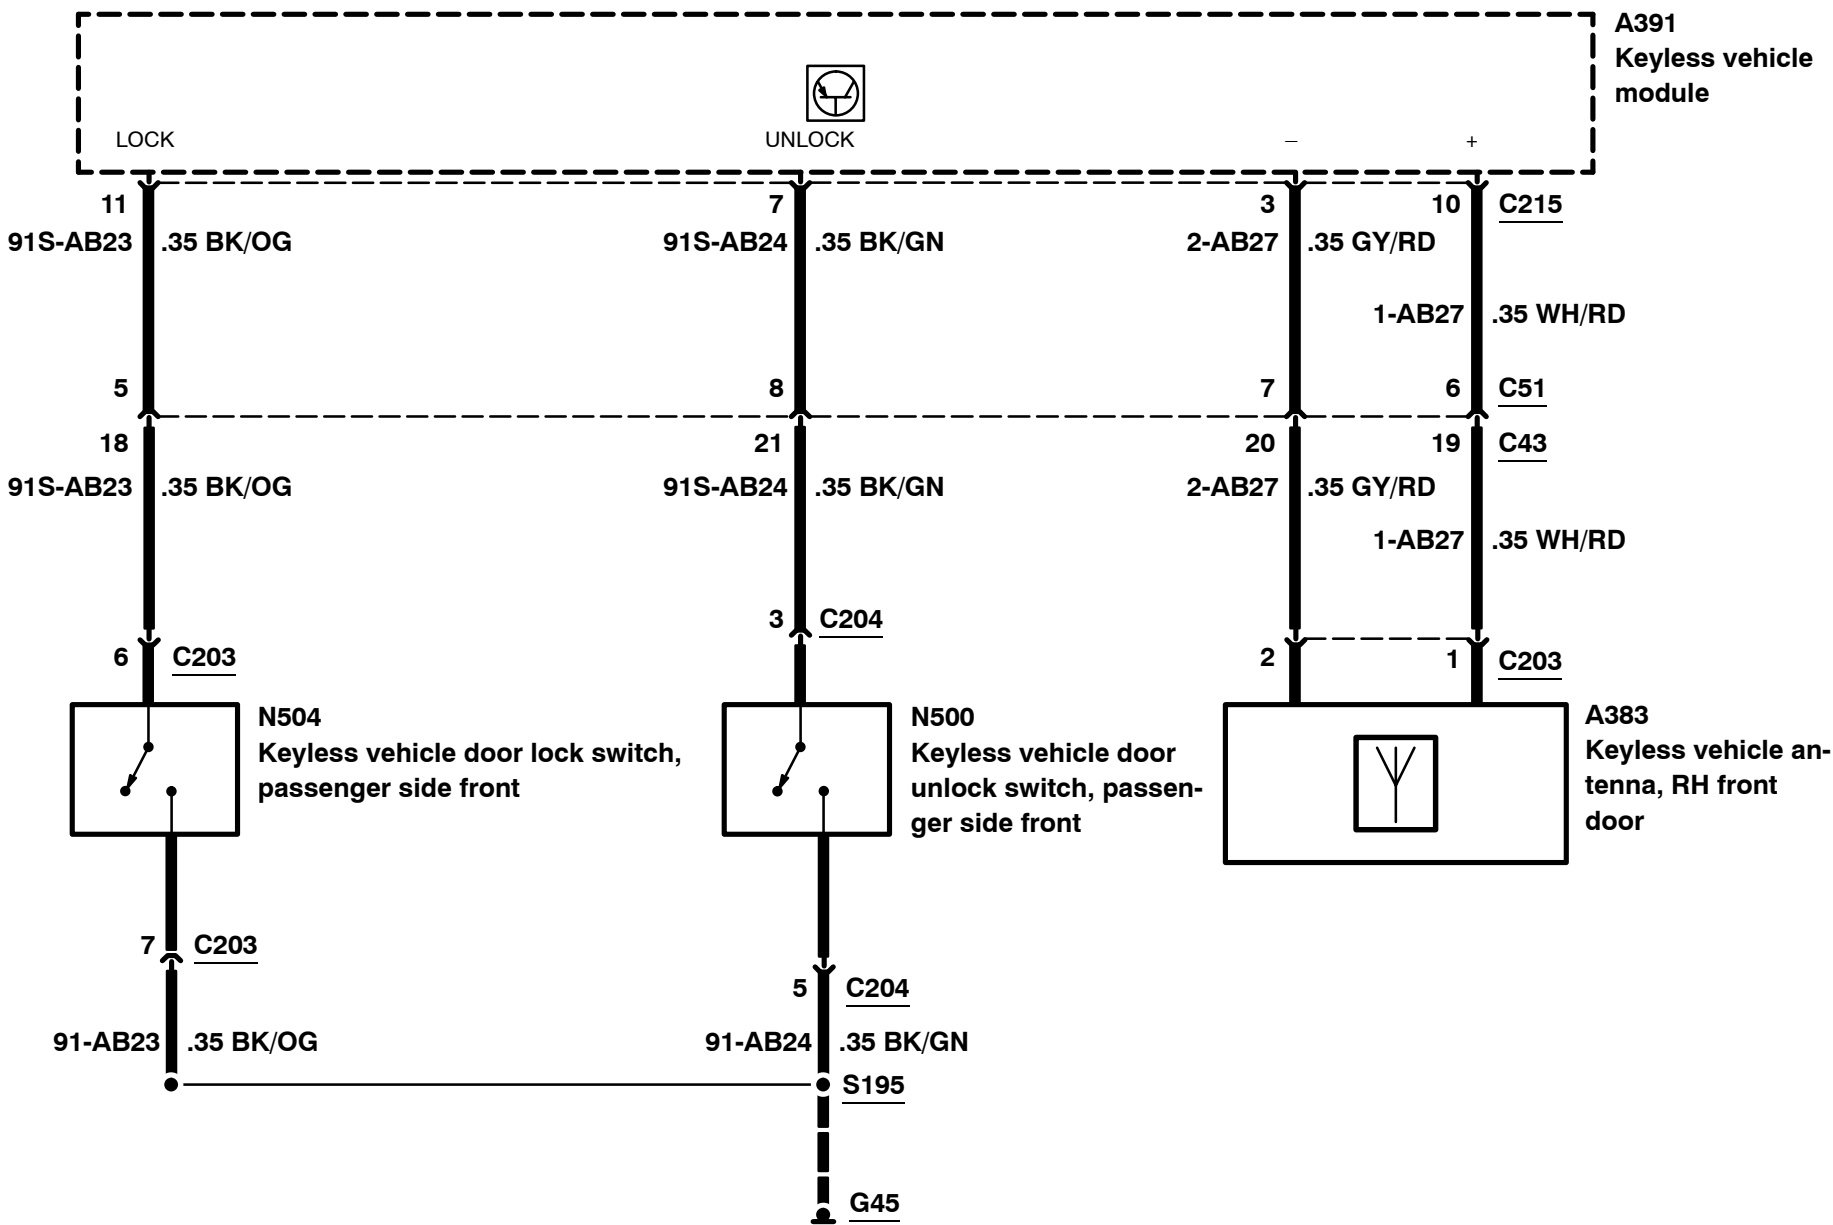 A391
Keyless vehicle
module
LOCK
UNLOCK
–
+
11
7
3
10
C215
91S-AB23 .35 BK/OG
91S-AB24 .35 BK/GN
2-AB27 .35 GY/RD
1-AB27 .35 WH/RD
5
8
7
6
C51
18
21
20
19
C43
91S-AB23 .35 BK/OG
91S-AB24 .35 BK/GN
2-AB27 .35 GY/RD
1-AB27 .35 WH/RD
3 C204
6 C203
2
1
C203
N504
Keyless vehicle door lock switch,
passenger side front
N500
Keyless vehicle door
unlock switch, passen-
ger side front
A383
Keyless vehicle an-
tenna, RH front
door
7 C203
5 C204
91-AB23 .35 BK/OG
91-AB24 .35 BK/GN
S195
G45